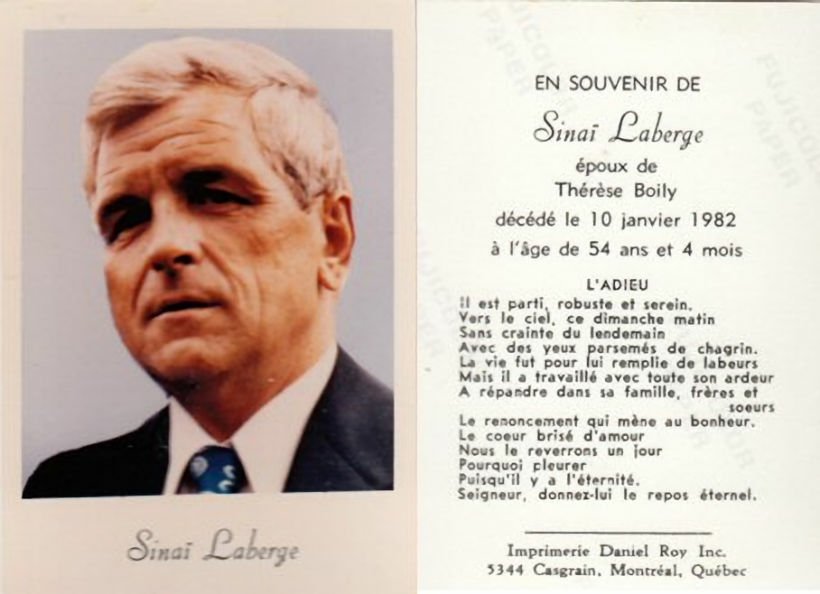 Sinaï Laberge
EN SOUVENIR DE
Sinaï Laberge
époux de
Thérèse Boily
décédé le 10 janvier 1982
à l'âge de 54 ans et 4 mois
L'ADIEU
Il est parti, robuste et serein,
Vers le ciel, ce dimanche matin
Sans crainte du lendemain
Avec des yeux parsemés de chagrin.
La vie fut pour lui remplie de labeurs
Mais il a travaillé avec toute son ardeur
A répandre dans sa famille, frères et
soeurs
Le renoncement qui mène au bonheur.
Le coeur brisé d'amour
Nous le reverrons un jour
Pourquoi pleurer
Puisqu'il y a l'éternité.
Seigneur, donnez-lui le repos éternel.
Imprimerie Daniel Roy Inc.
5344 Casgrain, Montréal, Québec
FUJICOLOR
PAPER